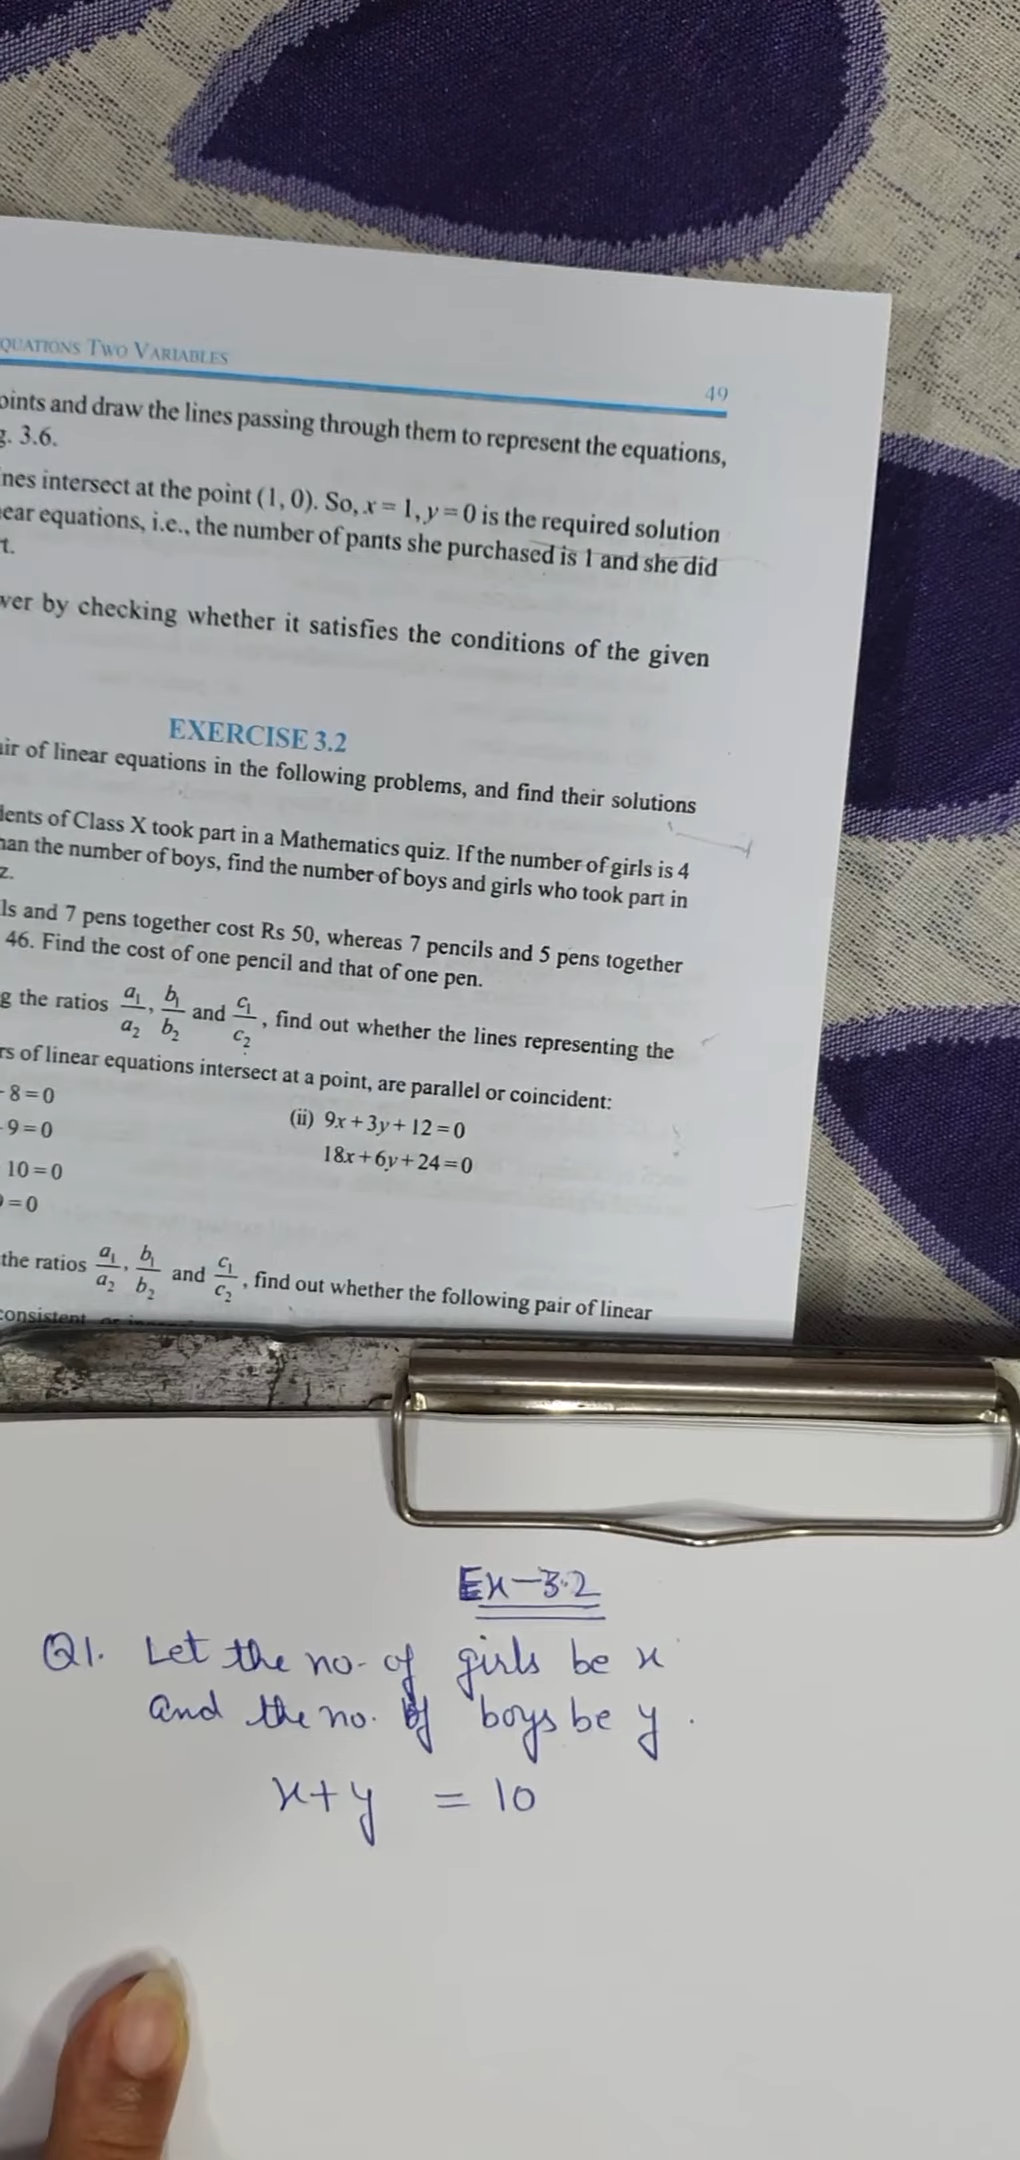 QUATIONS TWO VARIABLES
49
oints and draw the lines passing through them to represent the equations,
g. 3.6.
nes intersect at the point (1, 0). So, x = 1, y = 0 is the required solution
ear equations, i.e., the number of pants she purchased is 1 and she did
t.
ver by checking whether it satisfies the conditions of the given
EXERCISE 3.2
air of linear equations in the following problems, and find their solutions
dents of Class X took part in a Mathematics quiz. If the number of girls is 4
han the number of boys, find the number of boys and girls who took part in
z.
ls and 7 pens together cost Rs 50, whereas 7 pencils and 5 pens together
46. Find the cost of one pencil and that of one pen.
g the ratios a₁/a₂, b₁/b₂ and c₁/c₂, find out whether the lines representing the
rs of linear equations intersect at a point, are parallel or coincident:
- 8 = 0
(ii) 9x + 3y + 12 = 0
- 9 = 0
18x + 6y + 24 = 0
10 = 0
9 = 0
the ratios a₁/a₂, b₁/b₂ and c₁/c₂, find out whether the following pair of linear
consistent
Ex-3.2
Q1. Let the no. of girls be x
and the no. of boys be y.
x+y = 10